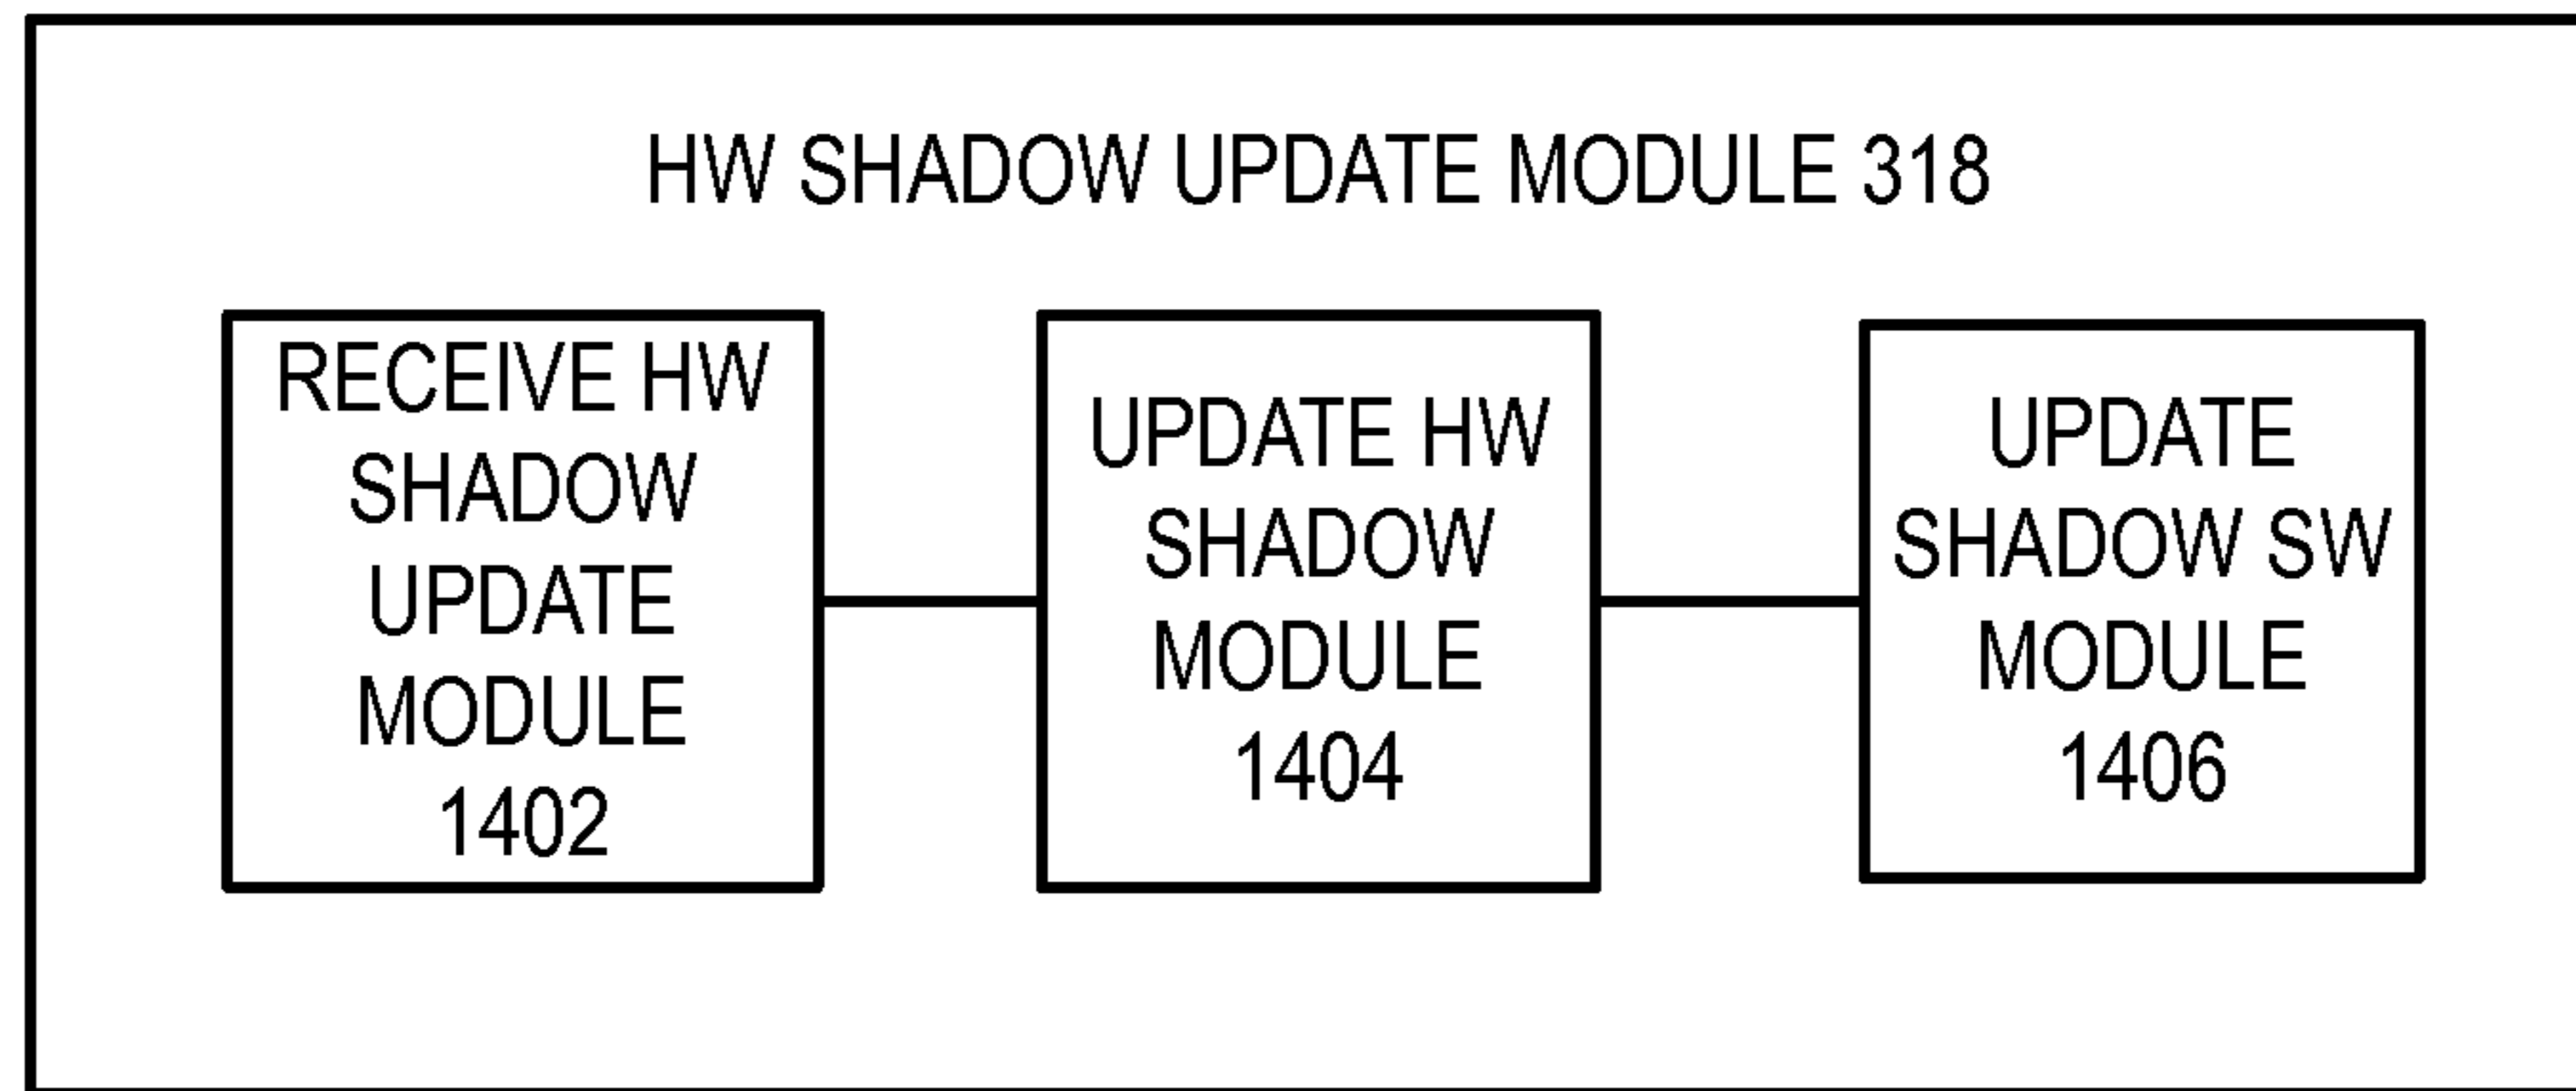 HW SHADOW UPDATE MODULE 318
RECEIVE HW
SHADOW
UPDATE
MODULE
1402
UPDATE HW
SHADOW
MODULE
1404
UPDATE
SHADOW SW
MODULE
1406